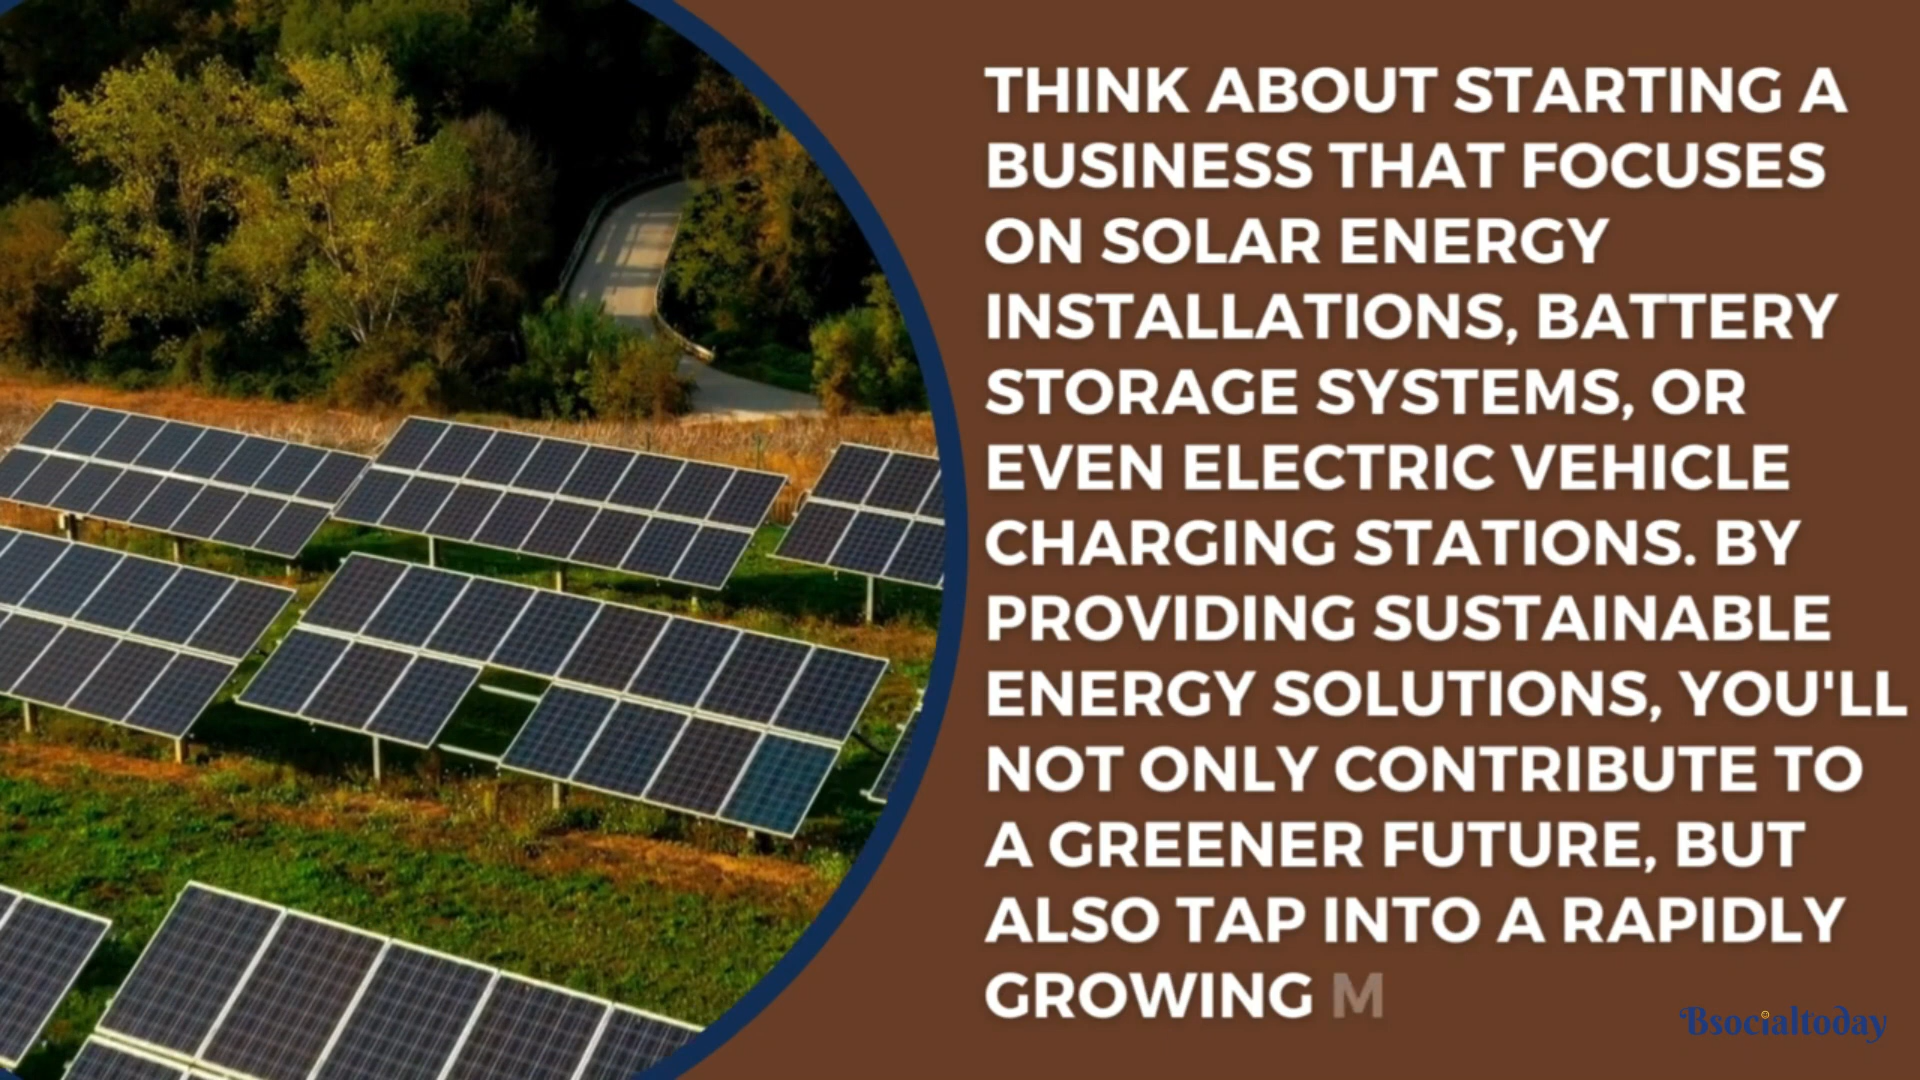 THINK ABOUT STARTING A
BUSINESS THAT FOCUSES
ON SOLAR ENERGY
INSTALLATIONS, BATTERY
STORAGE SYSTEMS, OR
EVEN ELECTRIC VEHICLE
CHARGING STATIONS. BY
PROVIDING SUSTAINABLE
ENERGY SOLUTIONS, YOU'LL
NOT ONLY CONTRIBUTE TO
A GREENER FUTURE, BUT
ALSO TAP INTO A RAPIDLY
GROWING M
Bsocialtoday